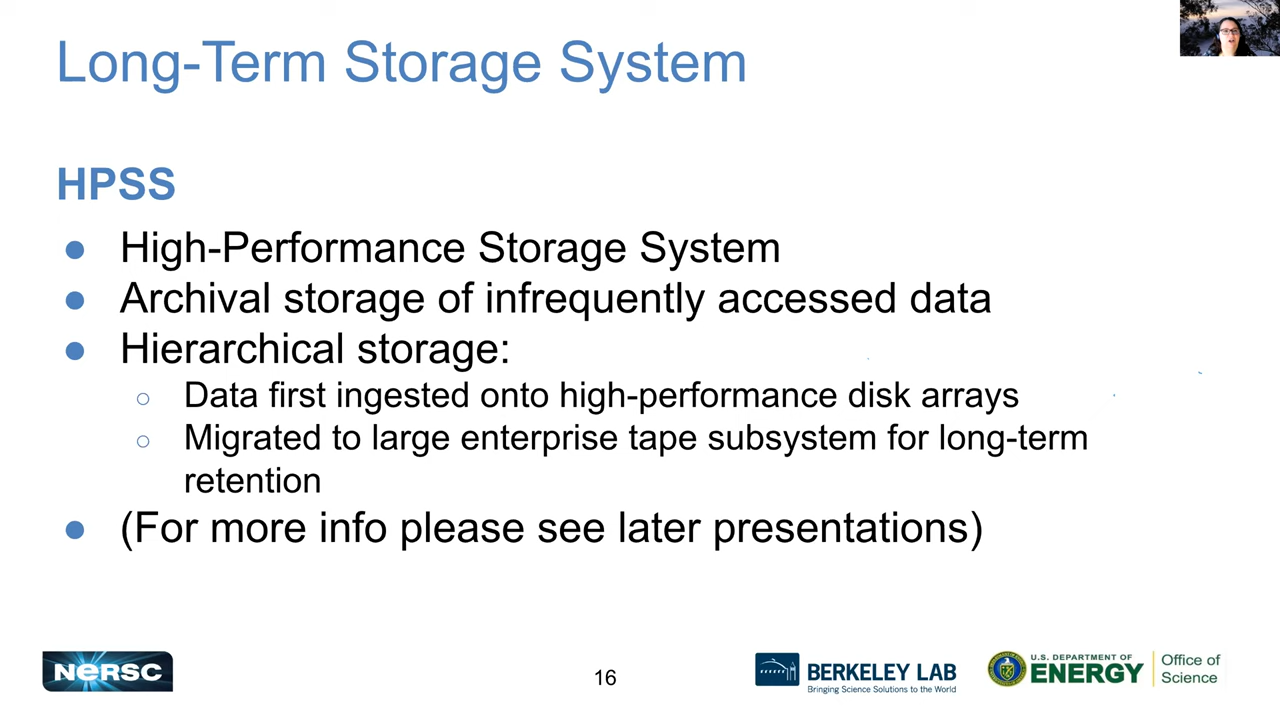 Long-Term Storage System
HPSS
● High-Performance Storage System
● Archival storage of infrequently accessed data
● Hierarchical storage:
○ Data first ingested onto high-performance disk arrays
○ Migrated to large enterprise tape subsystem for long-term
retention
● (For more info please see later presentations)
NERSC
16
BERKELEY LAB
Bringing Science Solutions to the World
U.S. DEPARTMENT OF
ENERGY
Office of
Science